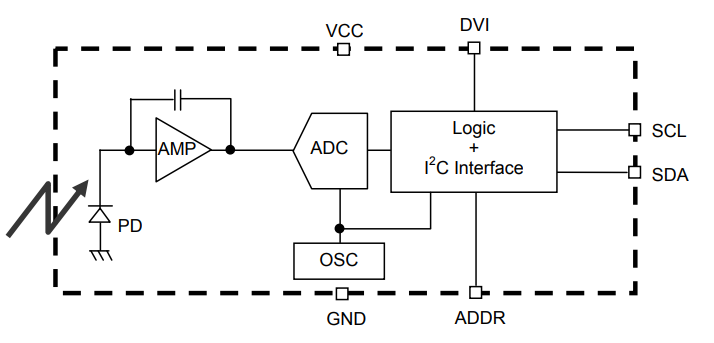 VCC
DVI
AMP
ADC
Logic
+
I²C Interface
SCL
SDA
PD
OSC
GND
ADDR